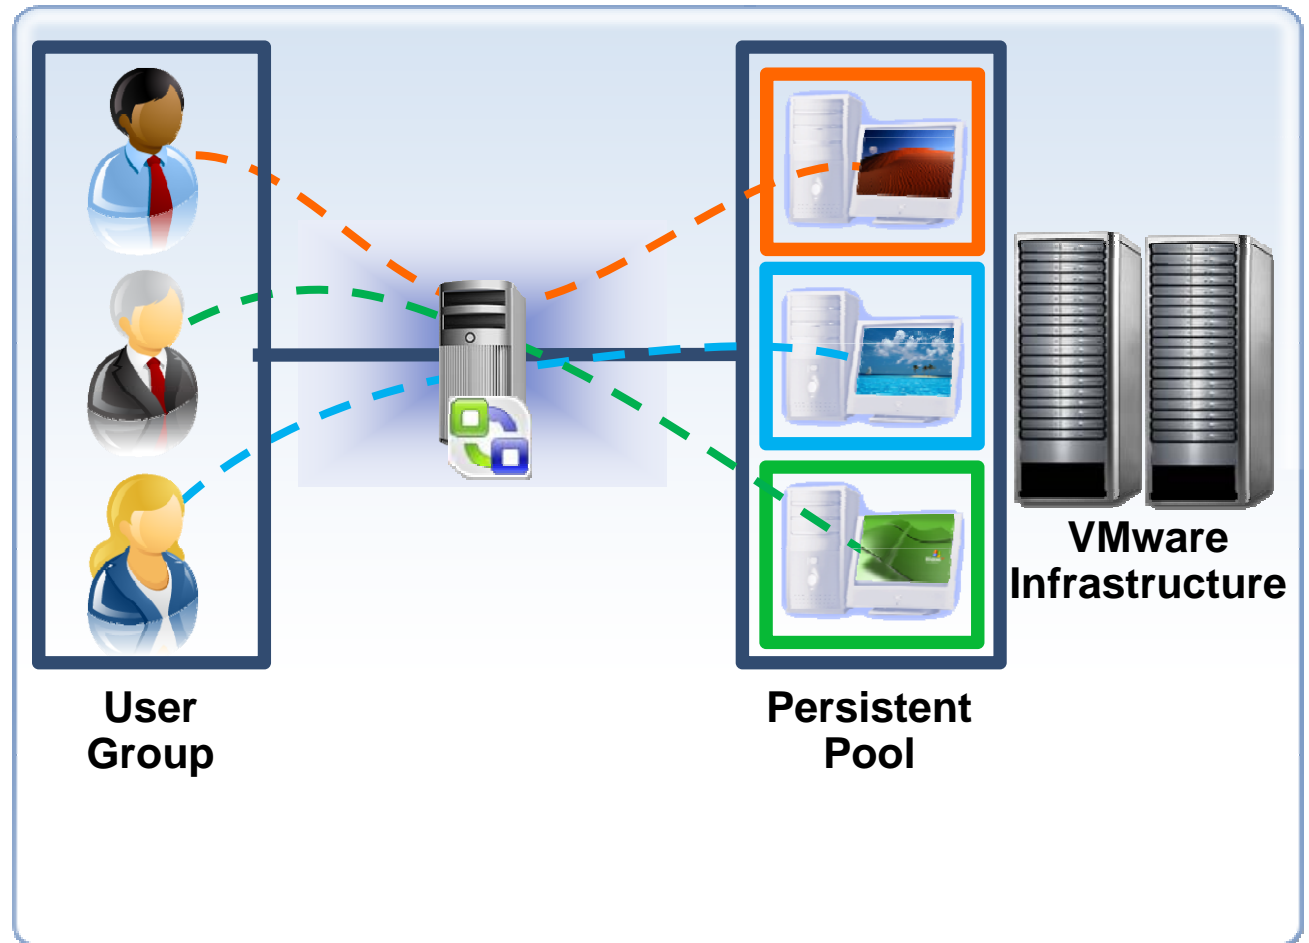 VMware
Infrastructure
User
Group
Persistent
Pool